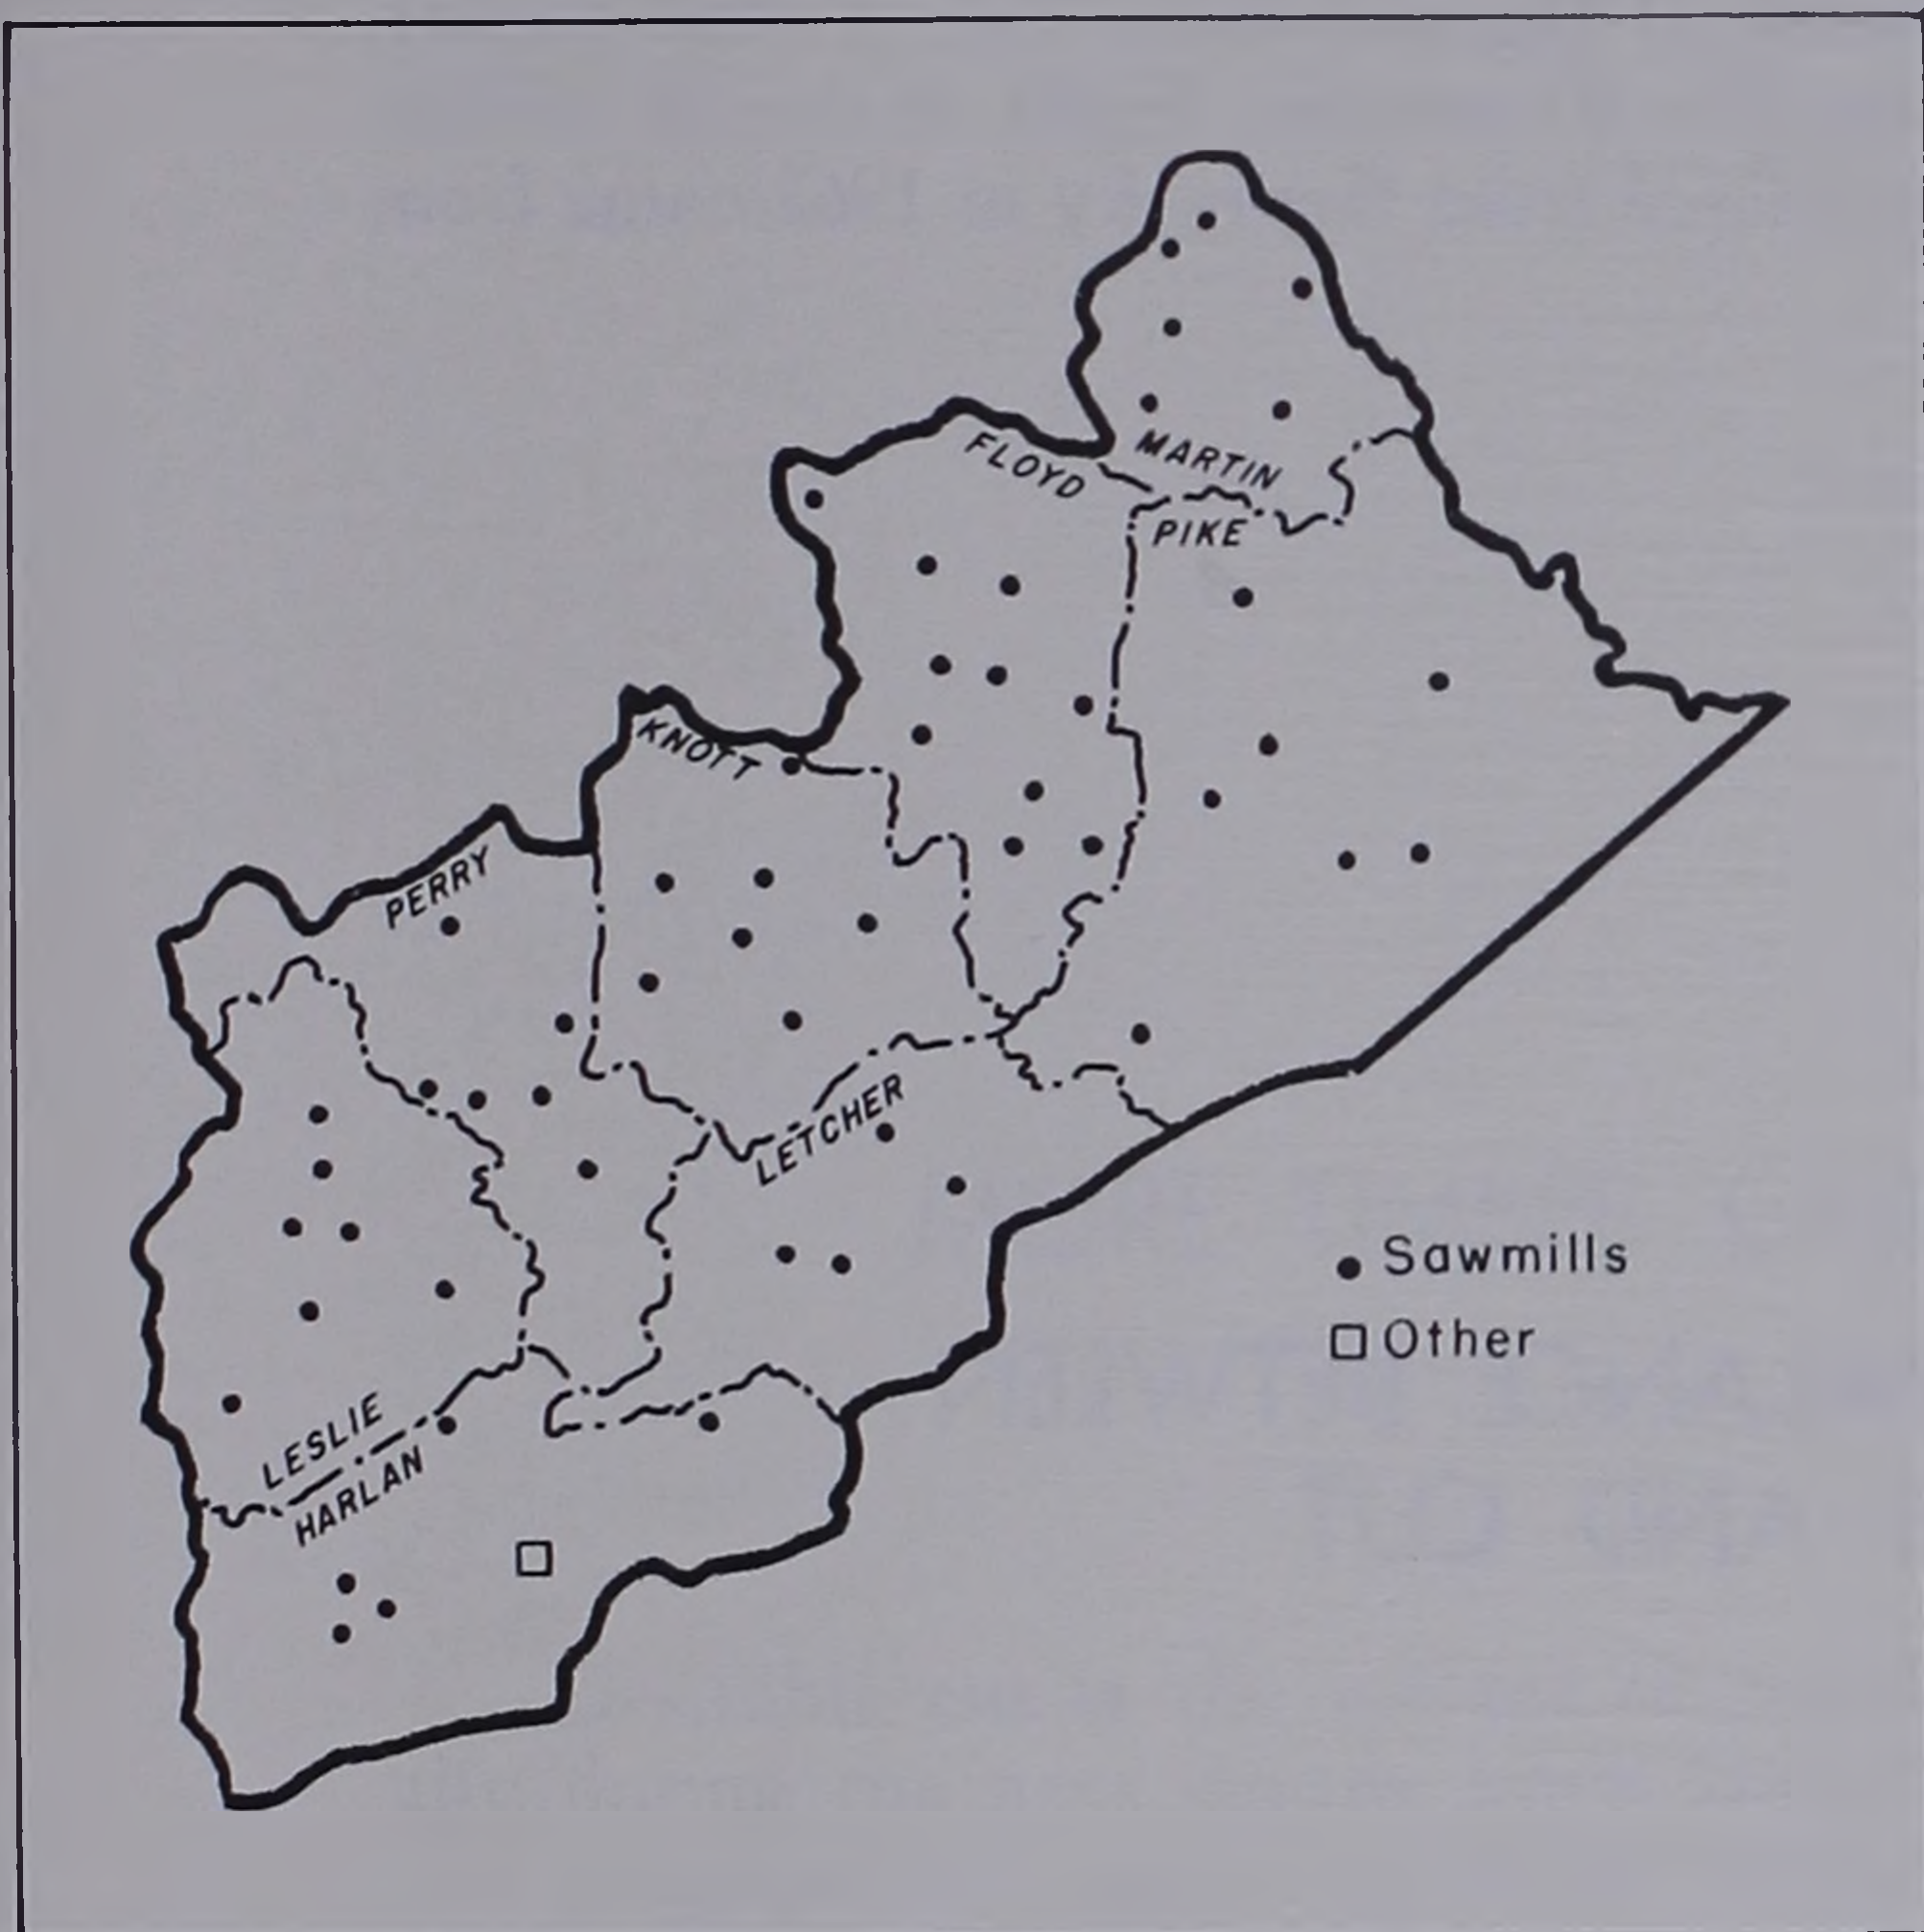 MARTIN
FLOYD
PIKE
KNOTT
PERRY
LETCHER
LESLIE
HARLAN
Sawmills
Other